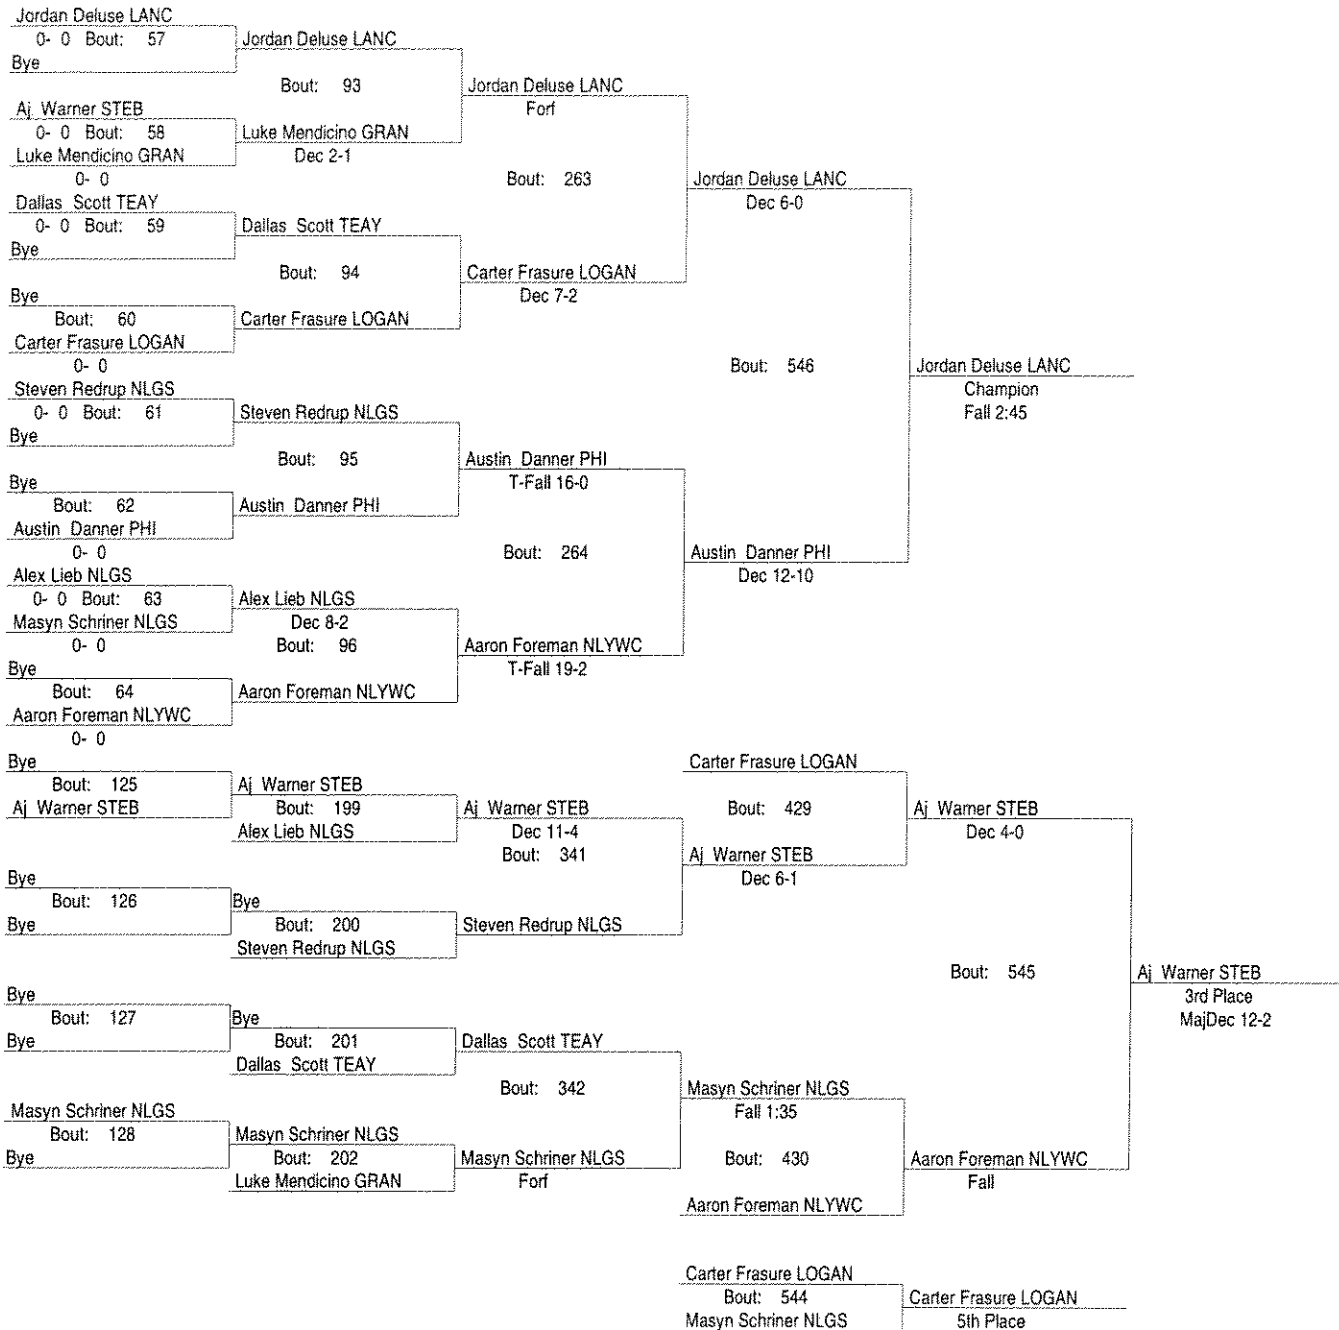 Jordan Deluse LANC
0- 0 Bout: 57
Bye
Jordan Deluse LANC
Bout: 93
Aj Warner STEB
0- 0 Bout: 58
Luke Mendicino GRAN
0- 0
Luke Mendicino GRAN
Dec 2-1
Jordan Deluse LANC
Forf
Bout: 263
Dallas Scott TEAY
0- 0 Bout: 59
Bye
Dallas Scott TEAY
Bout: 94
Bye
Bout: 60
Carter Frasure LOGAN
0- 0
Carter Frasure LOGAN
Carter Frasure LOGAN
Dec 7-2
Jordan Deluse LANC
Dec 6-0
Bout: 546
Jordan Deluse LANC
Champion
Fall 2:45
Steven Redrup NLGS
0- 0 Bout: 61
Bye
Steven Redrup NLGS
Bout: 95
Bye
Bout: 62
Austin Danner PHI
0- 0
Austin Danner PHI
Austin Danner PHI
T-Fall 16-0
Bout: 264
Austin Danner PHI
Dec 12-10
Alex Lieb NLGS
0- 0 Bout: 63
Masyn Schriner NLGS
0- 0
Alex Lieb NLGS
Dec 8-2
Bout: 96
Bye
Bout: 64
Aaron Foreman NLYWC
0- 0
Aaron Foreman NLYWC
Aaron Foreman NLYWC
T-Fall 19-2
Bye
Bout: 125
Aj Warner STEB
Aj Warner STEB
Bout: 199
Alex Lieb NLGS
Aj Warner STEB
Dec 11-4
Bout: 341
Bye
Bout: 126
Bye
Bye
Bout: 200
Steven Redrup NLGS
Steven Redrup NLGS
Carter Frasure LOGAN
Bout: 429
Aj Warner STEB
Dec 6-1
Aj Warner STEB
Dec 4-0
Bout: 545
Aj Warner STEB
3rd Place
MajDec 12-2
Bye
Bout: 127
Bye
Bye
Bout: 201
Dallas Scott TEAY
Dallas Scott TEAY
Bout: 342
Masyn Schriner NLGS
Bout: 128
Bye
Masyn Schriner NLGS
Bout: 202
Luke Mendicino GRAN
Masyn Schriner NLGS
Forf
Masyn Schriner NLGS
Fall 1:35
Bout: 430
Aaron Foreman NLYWC
Aaron Foreman NLYWC
Fall
Carter Frasure LOGAN
Bout: 544
Masyn Schriner NLGS
Carter Frasure LOGAN
5th Place